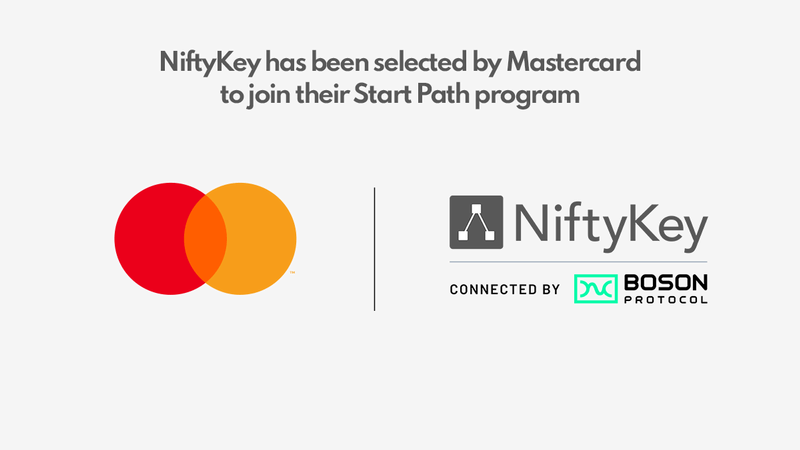 NiftyKey has been selected by Mastercard
to join their Start Path program
™
NiftyKey
CONNECTED BY BOSON
PROTOCOL